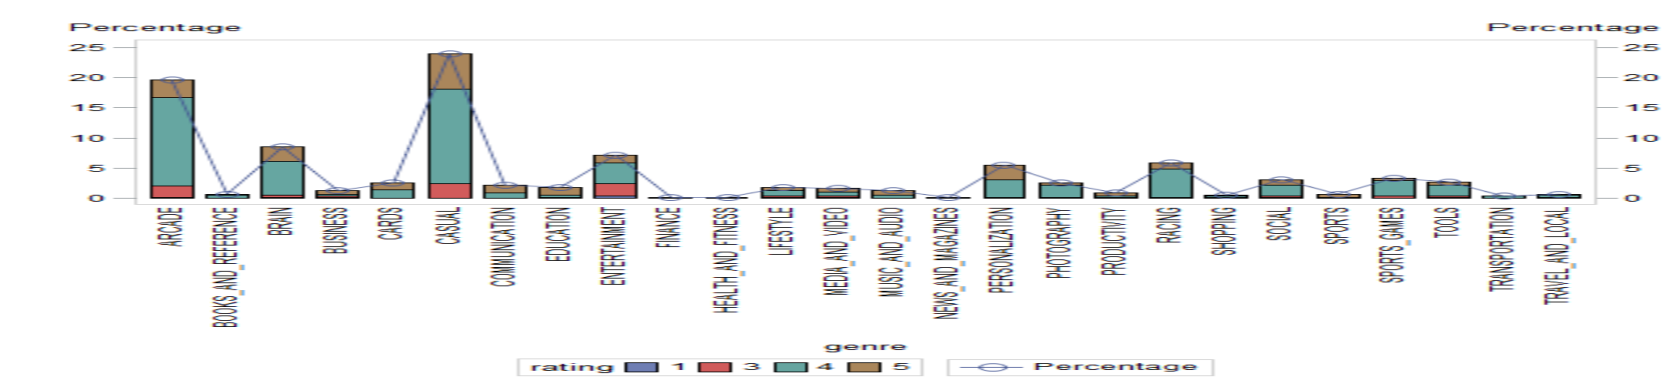 Percentage Percentage
25 25
20 20
15 15
10 10
5 5
0 0
ARCADE
BOOKS_AND_REFERENCE
BRAIN
BUSINESS
CARDS
CASUAL
COMMUNICATION
EDUCATION
ENTERTAINMENT
FINANCE
HEALTH_AND_FITNESS
LIFESTYLE
MEDIA_AND_VIDEO
MUSIC_AND_AUDIO
NEWS_AND_MAGAZINES
PERSONALIZATION
PHOTOGRAPHY
PRODUCTIVITY
RACING
SHOPPING
SOCIAL
SPORTS
SPORTS_GAMES
TOOLS
TRANSPORTATION
TRAVEL_AND_LOCAL
genre
rating 1 3 4 5 Percentage